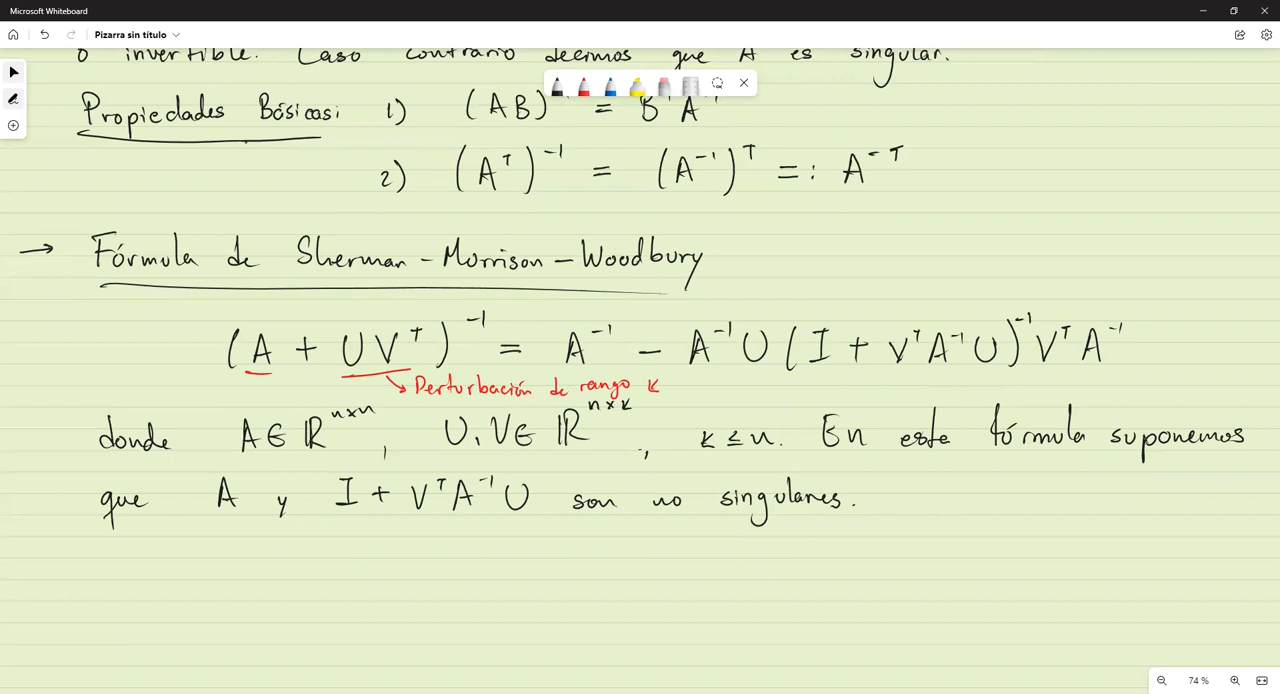 Microsoft Whiteboard
Pizarra sin título
o invertible. Caso contrario decimos que A es singular.
Propiedades Básicas: 1) (AB)⁻¹ = B⁻¹A⁻¹
2) (Aᵀ)⁻¹ = (A⁻¹)ᵀ =: A⁻ᵀ
→ Fórmula de Sherman-Morrison-Woodbury
(A + UVᵀ)⁻¹ = A⁻¹ - A⁻¹U(I + VᵀA⁻¹U)⁻¹VᵀA⁻¹
Perturbación de rango k
donde A ∈ ℝⁿˣⁿ, U, V ∈ ℝⁿˣᵏ, k ≤ n. En este fórmula suponemos
que A y I + VᵀA⁻¹U son no singulares.
74 %